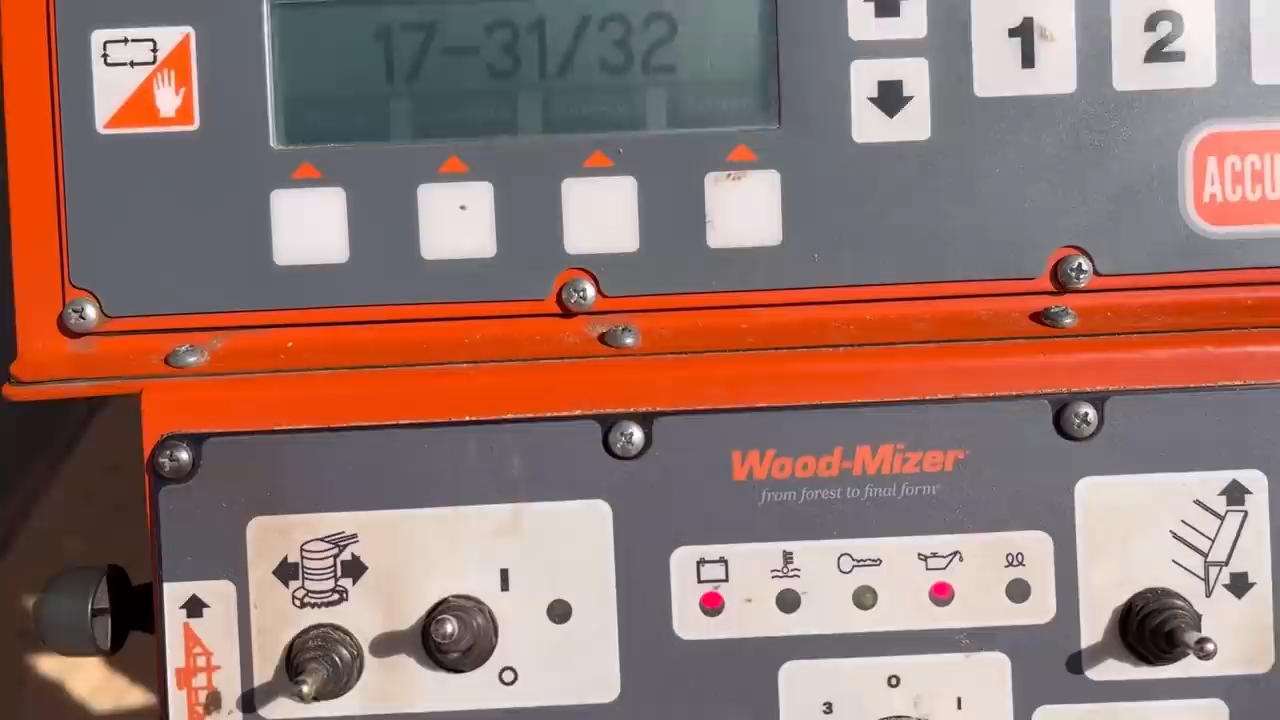 17-31/32
1
2
ACCU
Wood-Mizer
from forest to final form
I
O
0
3
I